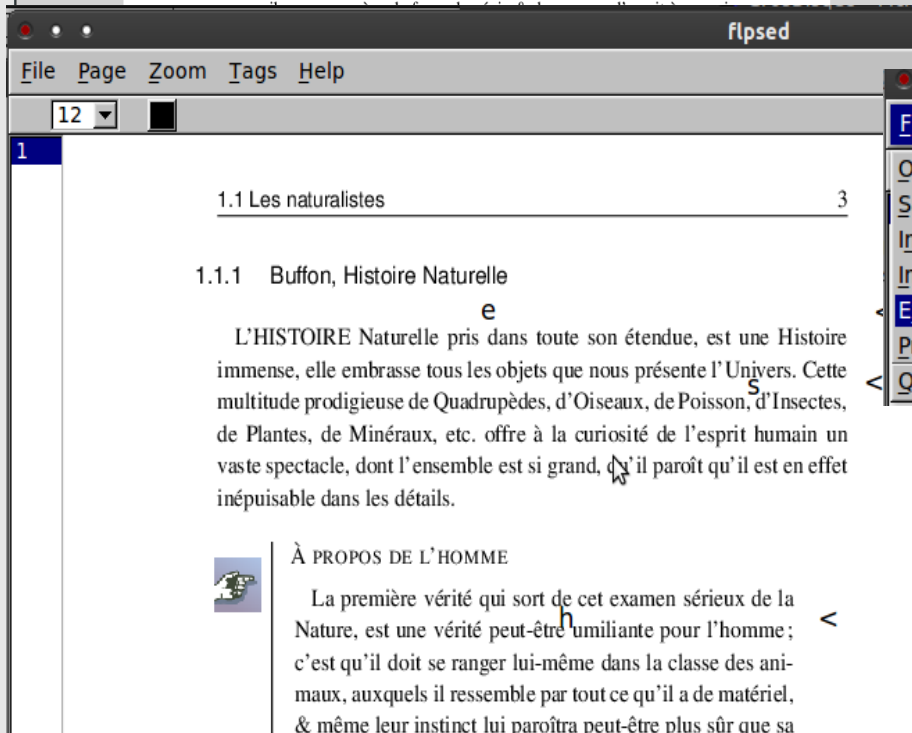 flpsed
File Page Zoom Tags Help
12
1
1.1 Les naturalistes 3
1.1.1 Buffon, Histoire Naturelle
e
L'HISTOIRE Naturelle pris dans toute son étendue, est une Histoire
immense, elle embrasse tous les objets que nous présente l'Univers. Cette
s <
multitude prodigieuse de Quadrupèdes, d'Oiseaux, de Poisson, d'Insectes,
de Plantes, de Minéraux, etc. offre à la curiosité de l'esprit humain un
vaste spectacle, dont l'ensemble est si grand, qu'il paroît qu'il est en effet
inépuisable dans les détails.
À PROPOS DE L'HOMME
La première vérité qui sort de cet examen sérieux de la
h <
Nature, est une vérité peut-être umiliante pour l'homme ;
c'est qu'il doit se ranger lui-même dans la classe des ani-
maux, auxquels il ressemble par tout ce qu'il a de matériel,
& même leur instinct lui paroîtra peut-être plus sûr que sa